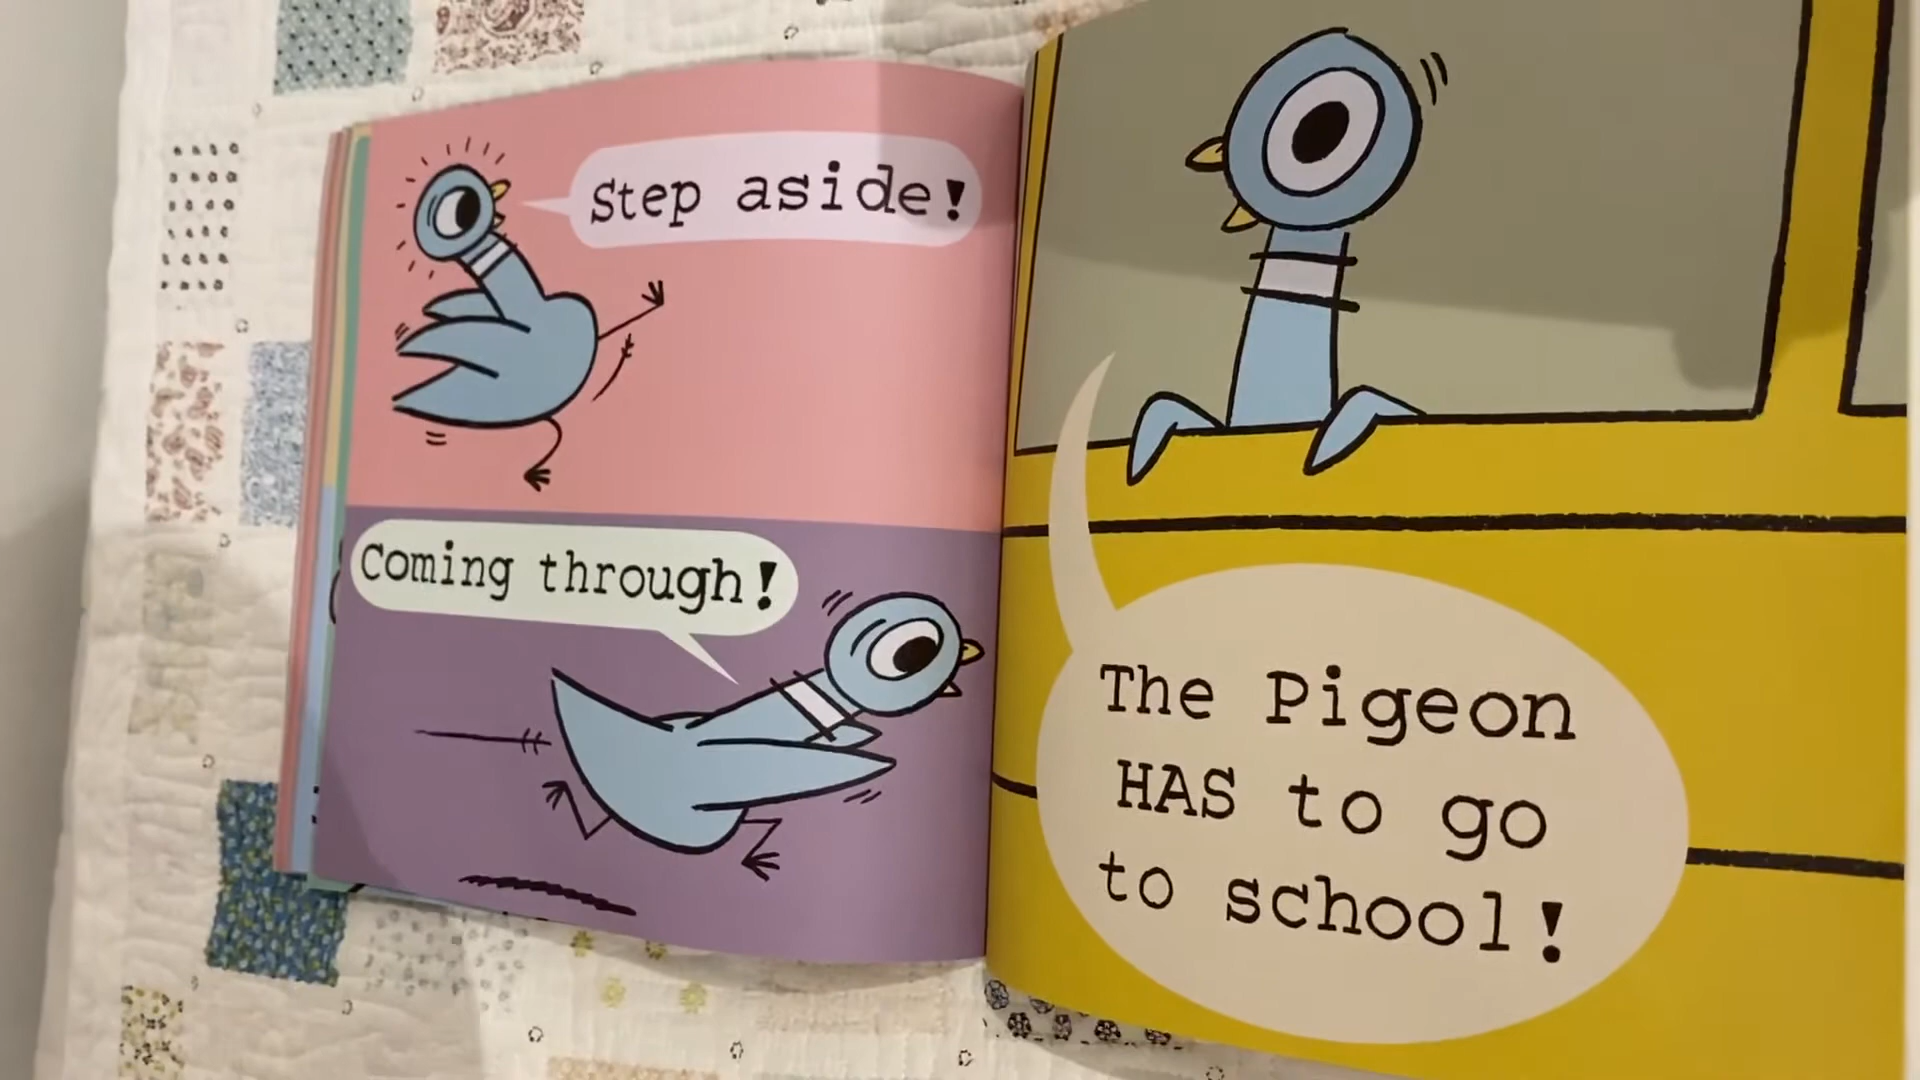 Step aside!
Coming through!
The Pigeon
HAS to go
to school!